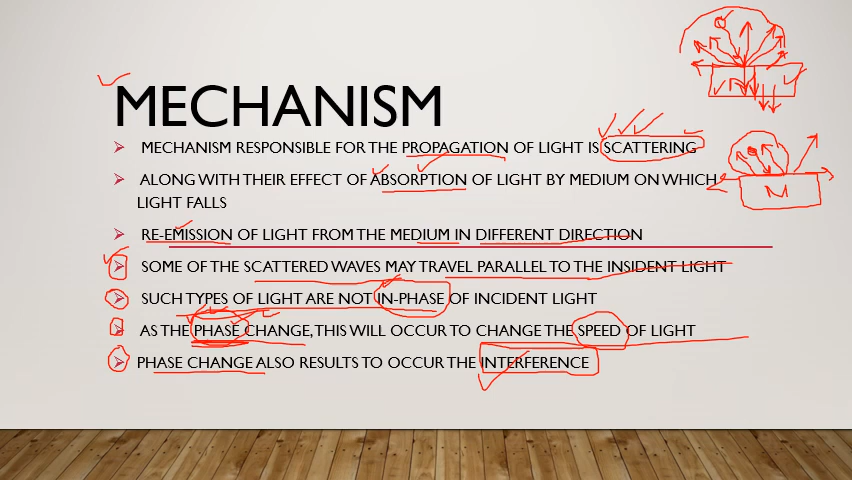 MECHANISM
MECHANISM RESPONSIBLE FOR THE PROPAGATION OF LIGHT IS SCATTERING
ALONG WITH THEIR EFFECT OF ABSORPTION OF LIGHT BY MEDIUM ON WHICH
LIGHT FALLS
RE-EMISSION OF LIGHT FROM THE MEDIUM IN DIFFERENT DIRECTION
SOME OF THE SCATTERED WAVES MAY TRAVEL PARALLEL TO THE INSIDENT LIGHT
SUCH TYPES OF LIGHT ARE NOT IN-PHASE OF INCIDENT LIGHT
AS THE PHASE CHANGE, THIS WILL OCCUR TO CHANGE THE SPEED OF LIGHT
PHASE CHANGE ALSO RESULTS TO OCCUR THE INTERFERENCE
M